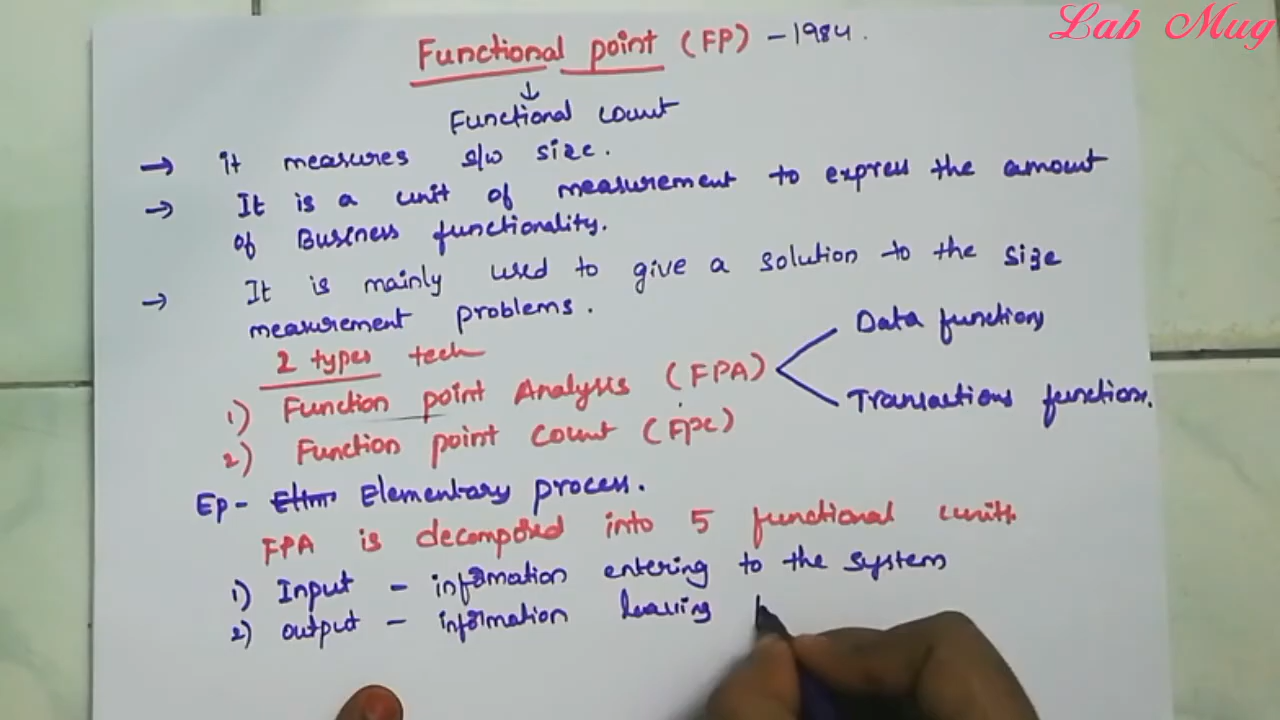 Lab Mug
Functional point (FP) - 1984.
↓
Functional count
→ it measures s/w size.
→ It is a unit of measurement to express the amount
of Business functionality.
→ It is mainly used to give a solution to the size
measurement problems.
2 types tech
1) Function point Analysis (FPA)
Data functions
Transactions functions.
2) Function point count (FPC)
Ep - Elementary process.
FPA is decomposed into 5 functional units
1) Input - information entering to the system
2) output - information leaving